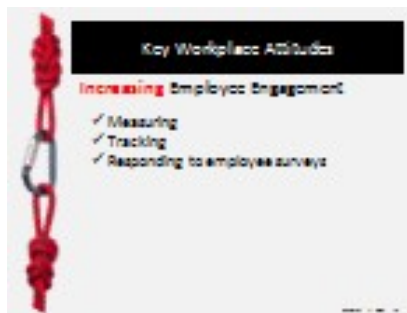 Key Workplace Attitudes
Increasing Employee Engagement
✓ Measuring
✓ Tracking
✓ Responding to employee surveys